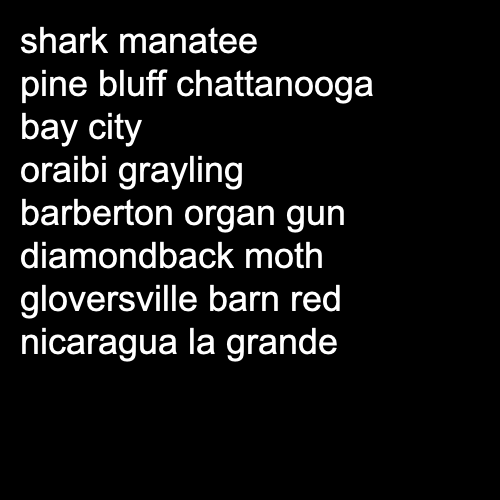 shark manatee
pine bluff chattanooga
bay city
oraibi grayling
barberton organ gun
diamondback moth
gloversville barn red
nicaragua la grande